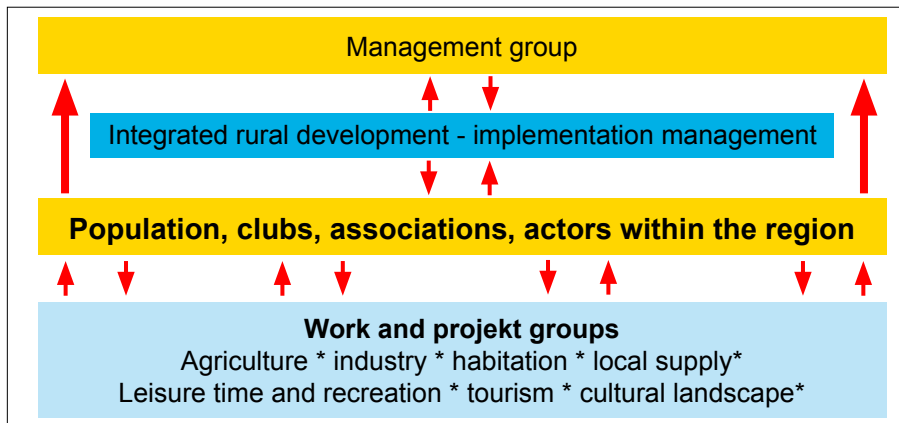 Management group
Integrated rural development - implementation management
Population, clubs, associations, actors within the region
Work and projekt groups
Agriculture * industry * habitation * local supply*
Leisure time and recreation * tourism * cultural landscape*